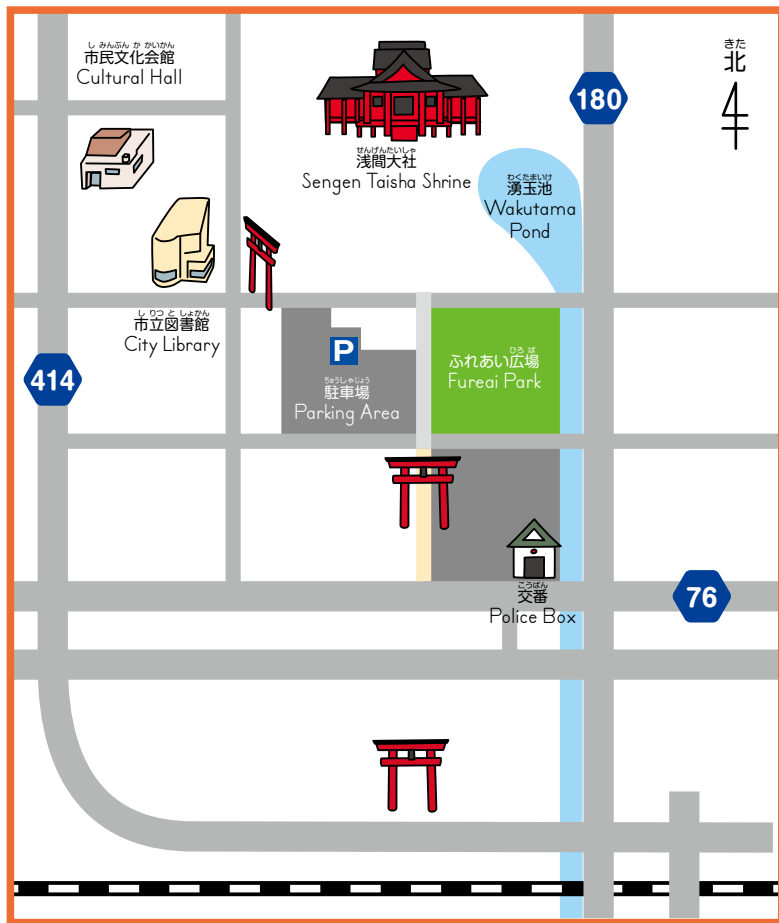 し みんぶん か かいかん
市民文化会館
Cultural Hall
せんげんたいしゃ
浅間大社
Sengen Taisha Shrine
180
きた
北
わくたまいけ
湧玉池
Wakutama
Pond
し りつ と しょかん
市立図書館
City Library
414
P
ちゅうしゃじょう
駐車場
Parking Area
ひろ ば
ふれあい広場
Fureai Park
こうばん
交番
Police Box
76